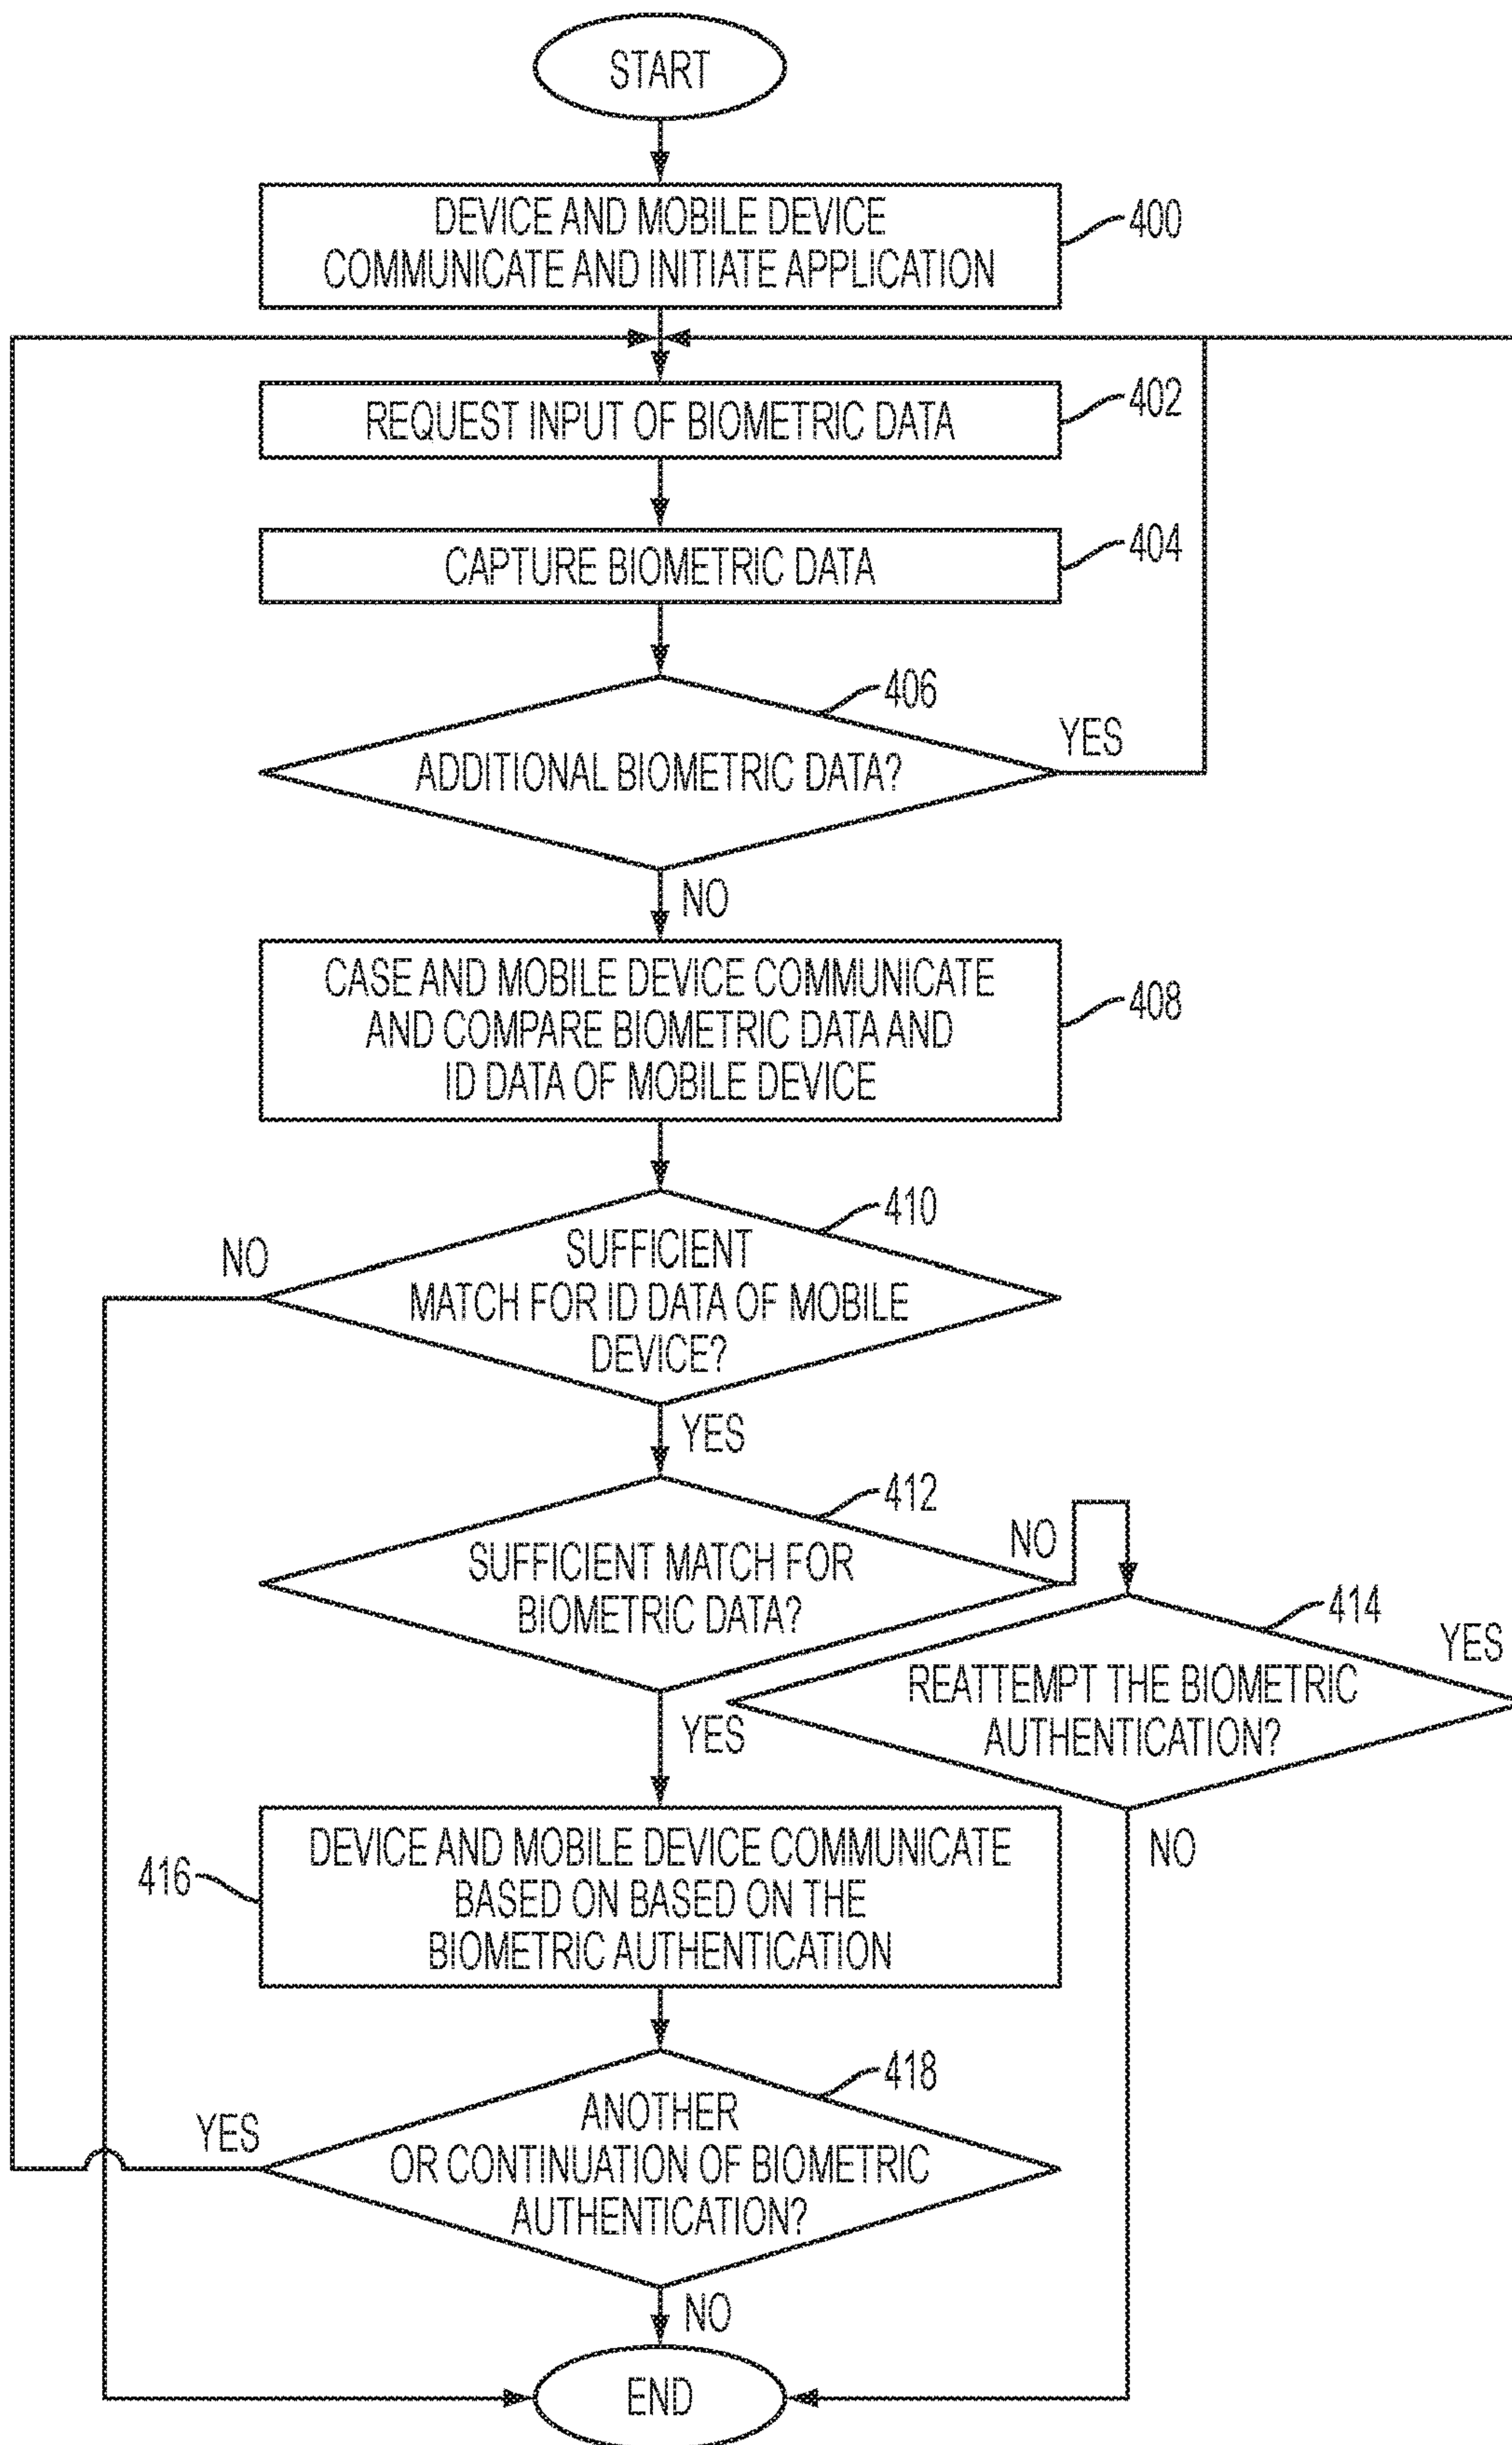 START
DEVICE AND MOBILE DEVICE
COMMUNICATE AND INITIATE APPLICATION
400
REQUEST INPUT OF BIOMETRIC DATA
402
CAPTURE BIOMETRIC DATA
404
406
ADDITIONAL BIOMETRIC DATA?
YES
NO
CASE AND MOBILE DEVICE COMMUNICATE
AND COMPARE BIOMETRIC DATA AND
ID DATA OF MOBILE DEVICE
408
410
NO
SUFFICIENT
MATCH FOR ID DATA OF MOBILE
DEVICE?
YES
412
SUFFICIENT MATCH FOR
BIOMETRIC DATA?
NO
414
YES
REATTEMPT THE BIOMETRIC
AUTHENTICATION?
YES
NO
416
DEVICE AND MOBILE DEVICE COMMUNICATE
BASED ON BASED ON THE
BIOMETRIC AUTHENTICATION
418
YES
ANOTHER
OR CONTINUATION OF BIOMETRIC
AUTHENTICATION?
NO
END